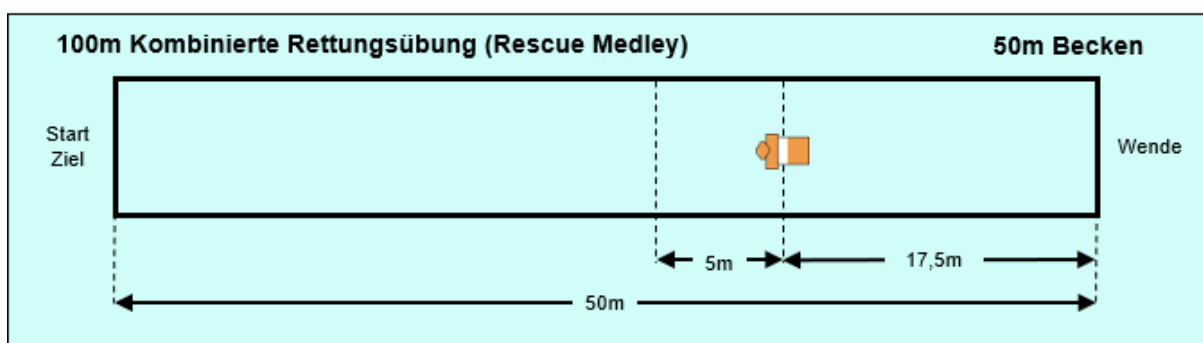 100m Kombinierte Rettungsübung (Rescue Medley)
50m Becken
Start
Ziel
Wende
5m
17,5m
50m